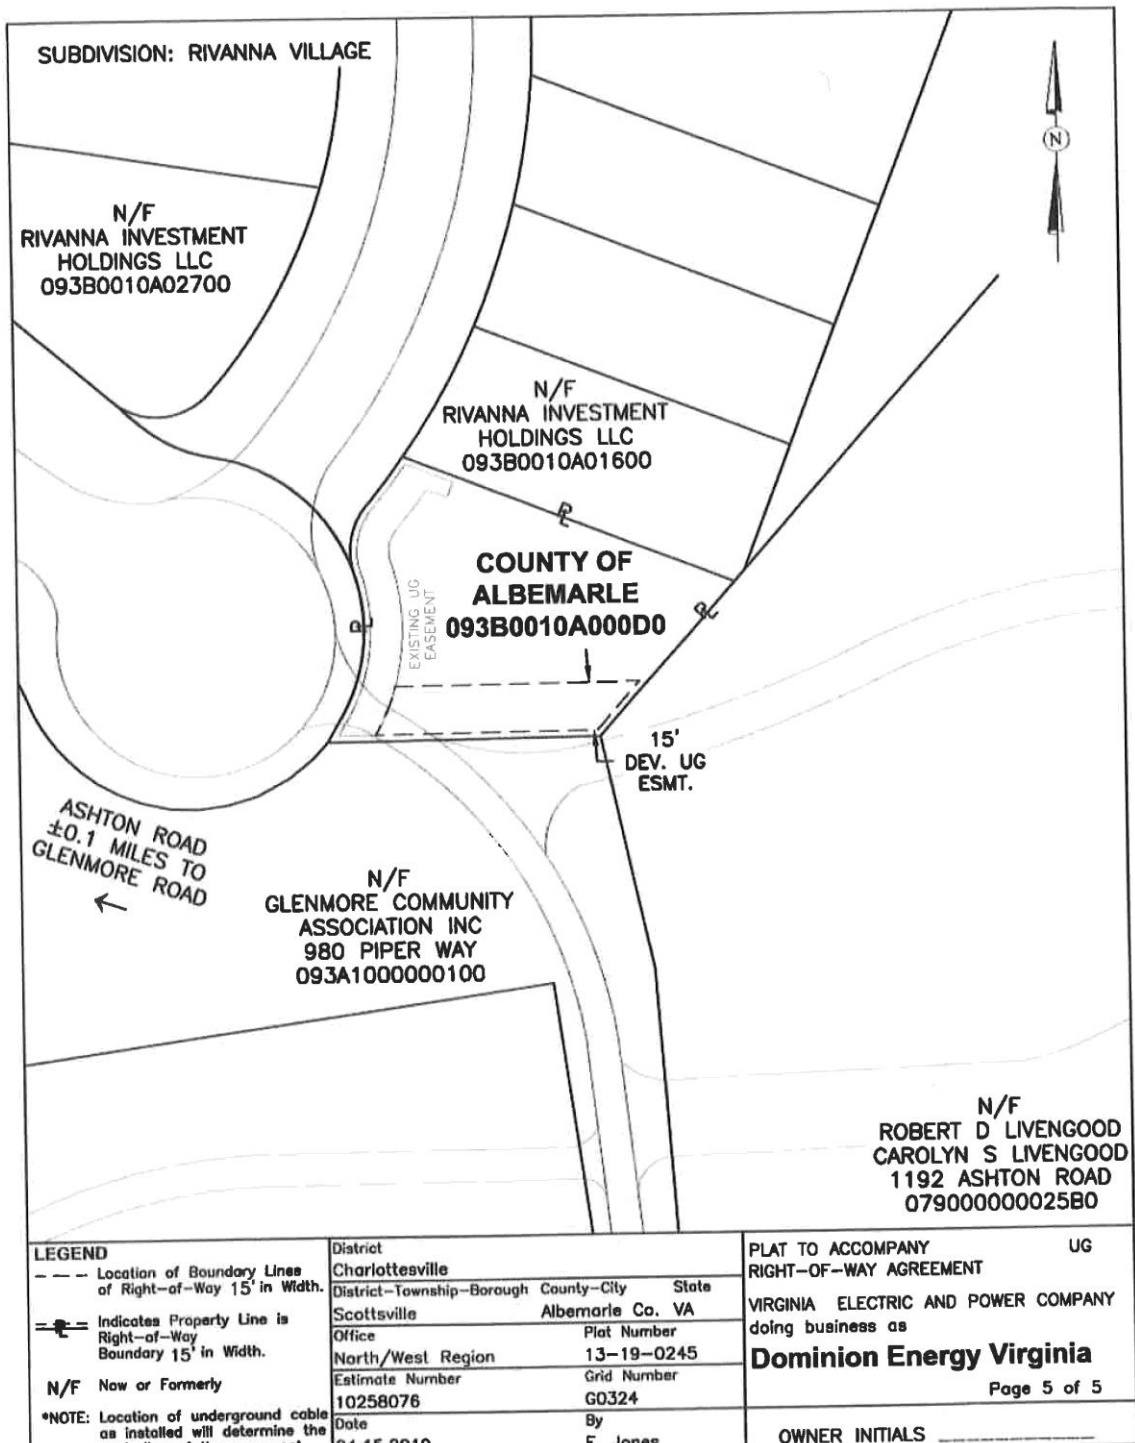 SUBDIVISION: RIVANNA VILLAGE
N
N/F
RIVANNA INVESTMENT
HOLDINGS LLC
093B0010A02700
N/F
RIVANNA INVESTMENT
HOLDINGS LLC
093B0010A01600
PL
COUNTY OF
ALBEMARLE
093B0010A000D0
PL
PL
EXISTING UG
EASEMENT
15'
DEV. UG
ESMT.
ASHTON ROAD
±0.1 MILES TO
GLENMORE ROAD
N/F
GLENMORE COMMUNITY
ASSOCIATION INC
980 PIPER WAY
093A1000000100
N/F
ROBERT D LIVENGOOD
CAROLYN S LIVENGOOD
1192 ASHTON ROAD
079000000025B0
LEGEND
Location of Boundary Lines
of Right-of-Way 15' in Width.
Indicates Property Line is
Right-of-Way
Boundary 15' in Width.
N/F Now or Formerly
*NOTE: Location of underground cable
as installed will determine the
District
Charlottesville
District-Township-Borough County-City State
Scottsville Albemarle Co. VA
Office Plat Number
North/West Region 13-19-0245
Estimate Number Grid Number
10258076 G0324
Date By
E. Jones
PLAT TO ACCOMPANY UG
RIGHT-OF-WAY AGREEMENT
VIRGINIA ELECTRIC AND POWER COMPANY
doing business as
Dominion Energy Virginia
Page 5 of 5
OWNER INITIALS